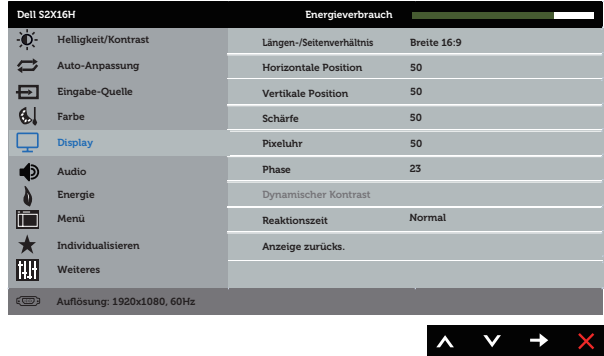 Dell S2X16H Energieverbrauch
Helligkeit/Kontrast
Auto-Anpassung
Eingabe-Quelle
Farbe
Display
Audio
Energie
Menü
Individualisieren
Weiteres
Längen-/Seitenverhältnis Breite 16:9
Horizontale Position 50
Vertikale Position 50
Schärfe 50
Pixeluhr 50
Phase 23
Dynamischer Kontrast
Reaktionszeit Normal
Anzeige zurücks.
Auflösung: 1920x1080, 60Hz